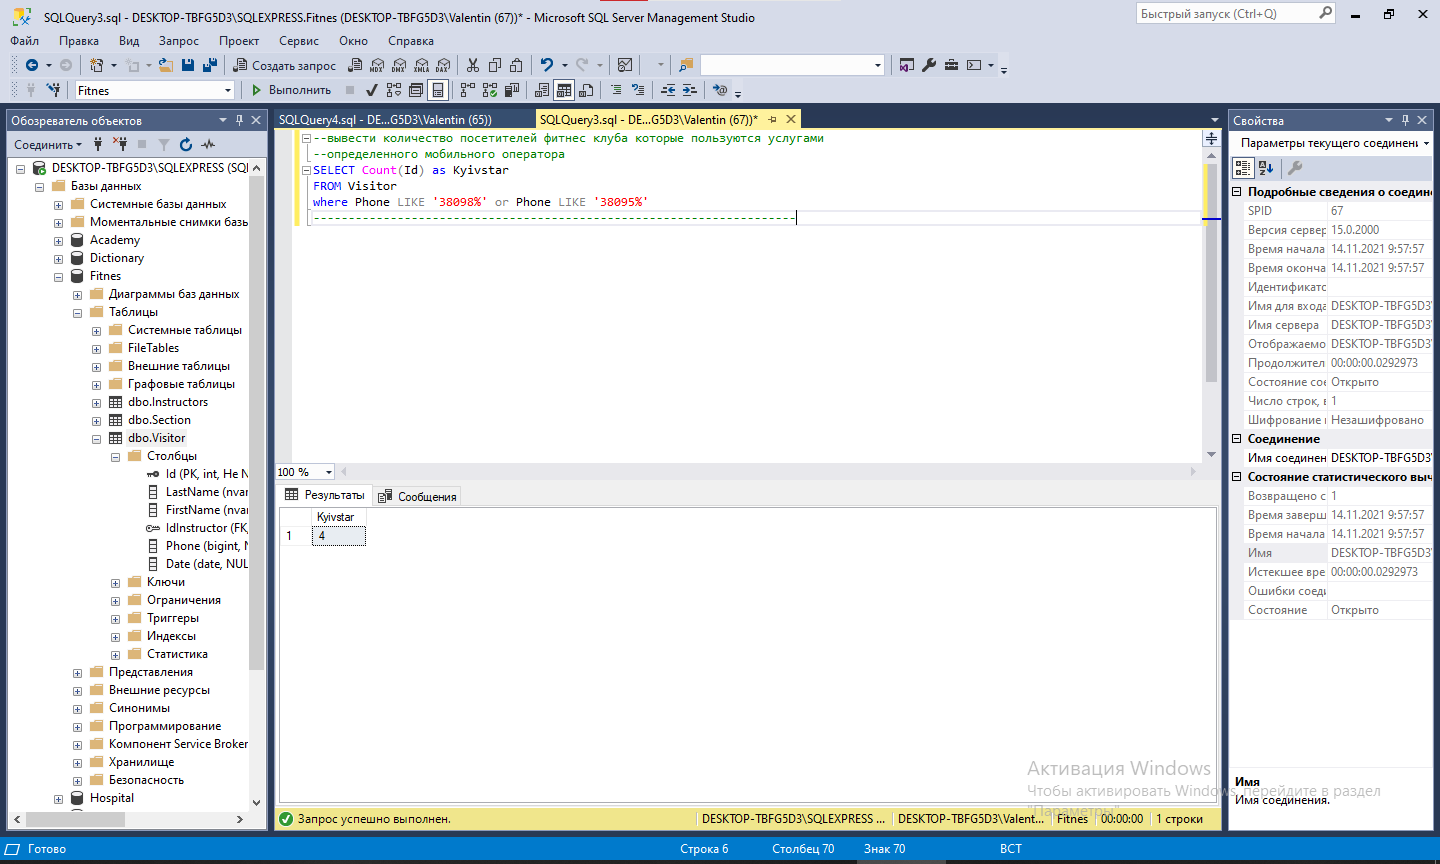 SQLQuery3.sql - DESKTOP-TBFG5D3\SQLEXPRESS.Fitnes (DESKTOP-TBFG5D3\Valentin (67))* - Microsoft SQL Server Management Studio
Быстрый запуск (Ctrl+Q)
Файл Правка Вид Запрос Проект Сервис Окно Справка
Создать запрос MDX DMX XMLA DAX
Fitnes Выполнить
Обозреватель объектов
Соединить
DESKTOP-TBFG5D3\SQLEXPRESS (SQL
Базы данных
Системные базы данных
Моментальные снимки базы
Academy
Dictionary
Fitnes
Диаграммы баз данных
Таблицы
Системные таблицы
FileTables
Внешние таблицы
Графовые таблицы
dbo.Instructors
dbo.Section
dbo.Visitor
Столбцы
Id (PK, int, Не N
LastName (nvar
FirstName (nvar
IdInstructor (FK,
Phone (bigint, N
Date (date, NUL
Ключи
Ограничения
Триггеры
Индексы
Статистика
Представления
Внешние ресурсы
Синонимы
Программирование
Компонент Service Broker
Хранилище
Безопасность
Hospital
SQLQuery4.sql - DE...G5D3\Valentin (65)) SQLQuery3.sql - DE...G5D3\Valentin (67))*
--вывести количество посетителей фитнес клуба которые пользуются услугами
--определенного мобильного оператора
SELECT Count(Id) as Kyivstar
FROM Visitor
where Phone LIKE '38098%' or Phone LIKE '38095%'
---------------------------------------------------------------------
100 %
Результаты Сообщения
Kyivstar
1 4
Запрос успешно выполнен. DESKTOP-TBFG5D3\SQLEXPRESS ... DESKTOP-TBFG5D3\Valent... Fitnes 00:00:00 1 строки
Свойства
Параметры текущего соединени
Подробные сведения о соедин
SPID 67
Версия сервер 15.0.2000
Время начала 14.11.2021 9:57:57
Время оконча 14.11.2021 9:57:57
Идентификатс
Имя для входа DESKTOP-TBFG5D3\
Имя сервера DESKTOP-TBFG5D3\
Отображаемо DESKTOP-TBFG5D3\
Продолжител 00:00:00.0292973
Состояние сое Открыто
Число строк, в 1
Шифрование Незашифровано
Соединение
Имя соединен DESKTOP-TBFG5D3\
Состояние статистического выч
Возвращено с 1
Время заверш 14.11.2021 9:57:57
Время начала 14.11.2021 9:57:57
Имя DESKTOP-TBFG5D3\
Истекшее вре 00:00:00.0292973
Ошибки соеди
Состояние Открыто
Имя
Имя соединения.
Активация Windows
Чтобы активировать Windows, перейдите в раздел
"Параметры".
Готово Строка 6 Столбец 70 Знак 70 ВСТ